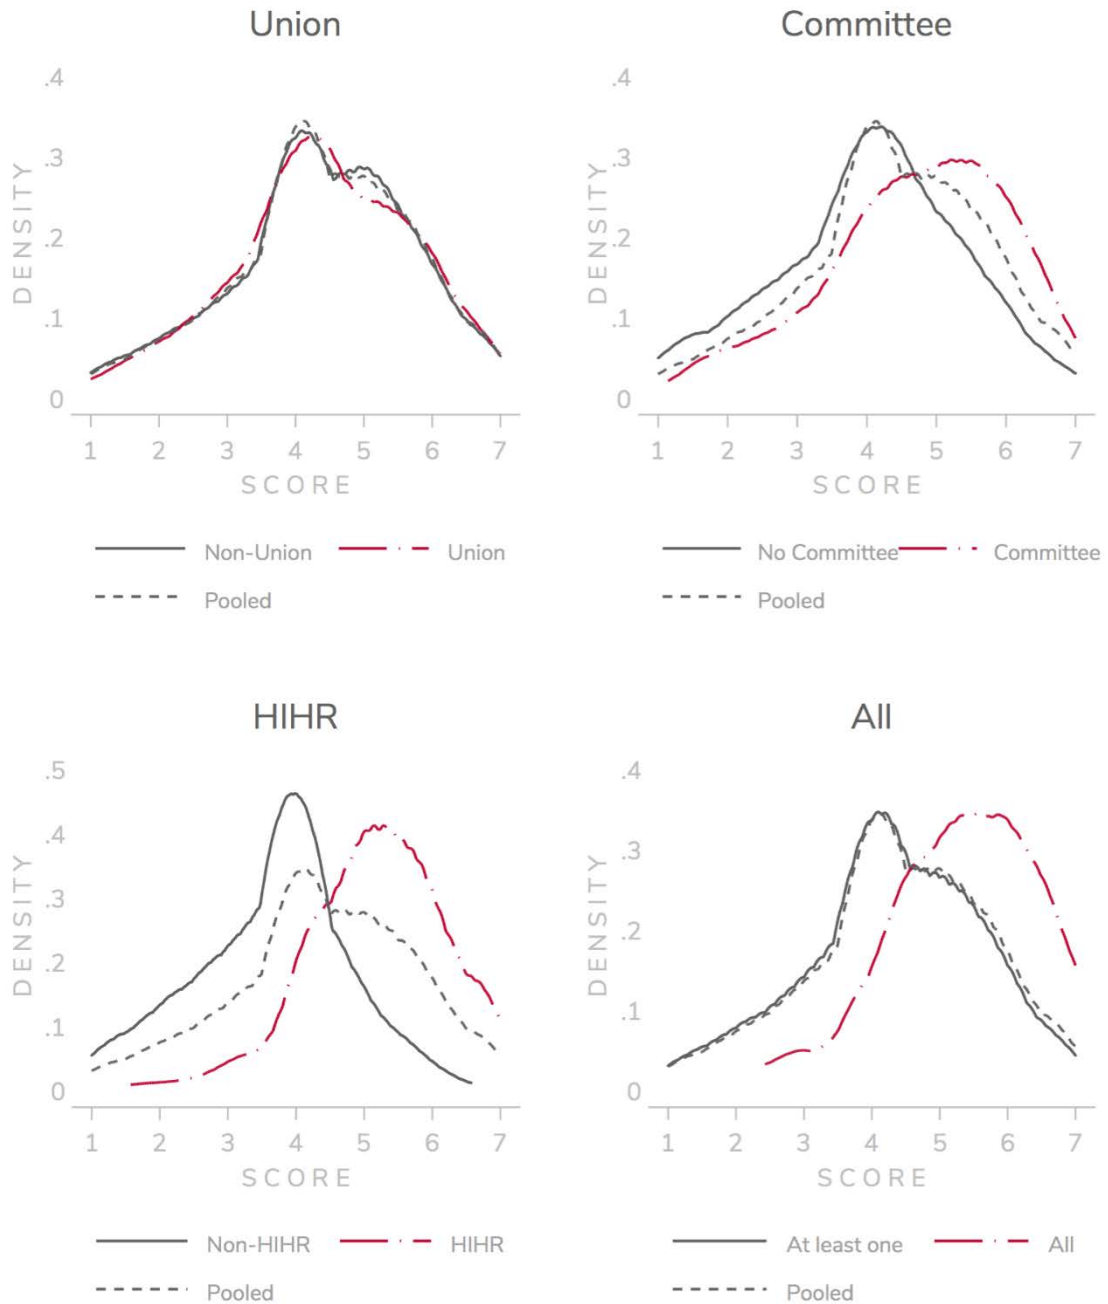 Union
.4
.3
.2
.1
0
DENSITY
1 2 3 4 5 6 7
SCORE
Non-Union Union
Pooled
Committee
.4
.3
.2
.1
0
DENSITY
1 2 3 4 5 6 7
SCORE
No Committee Committee
Pooled
HIHR
.5
.4
.3
.2
.1
0
DENSITY
1 2 3 4 5 6 7
SCORE
Non-HIHR HIHR
Pooled
All
.4
.3
.2
.1
0
DENSITY
1 2 3 4 5 6 7
SCORE
At least one All
Pooled